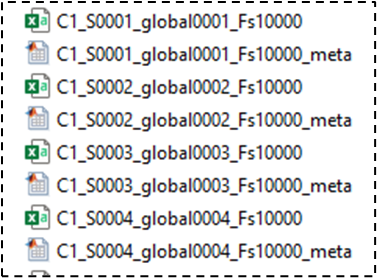 C1_S0001_global0001_Fs10000
C1_S0001_global0001_Fs10000_meta
C1_S0002_global0002_Fs10000
C1_S0002_global0002_Fs10000_meta
C1_S0003_global0003_Fs10000
C1_S0003_global0003_Fs10000_meta
C1_S0004_global0004_Fs10000
C1_S0004_global0004_Fs10000_meta